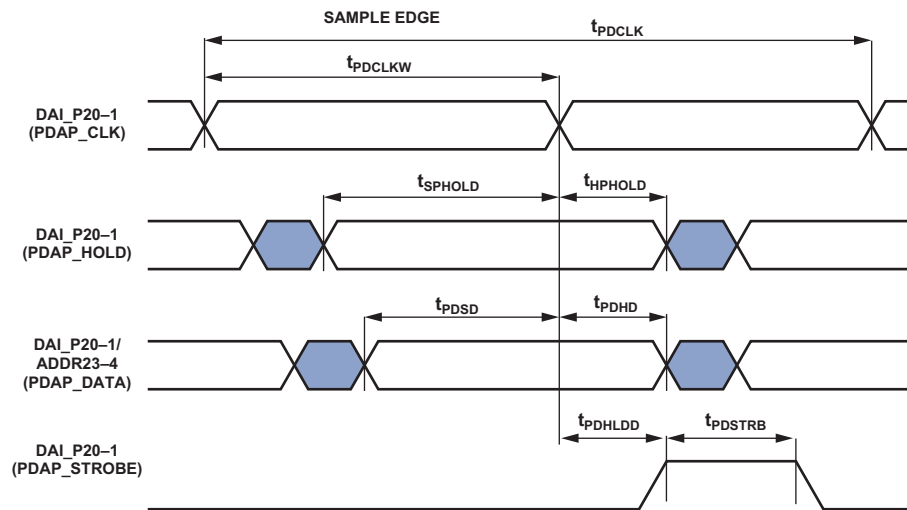 SAMPLE EDGE
tPDCLK
tPDCLKW
DAI_P20–1
(PDAP_CLK)
tSPHOLD
tHPHOLD
DAI_P20–1
(PDAP_HOLD)
tPDSD
tPDHD
DAI_P20–1/
ADDR23–4
(PDAP_DATA)
tPDHLDD
tPDSTRB
DAI_P20–1
(PDAP_STROBE)